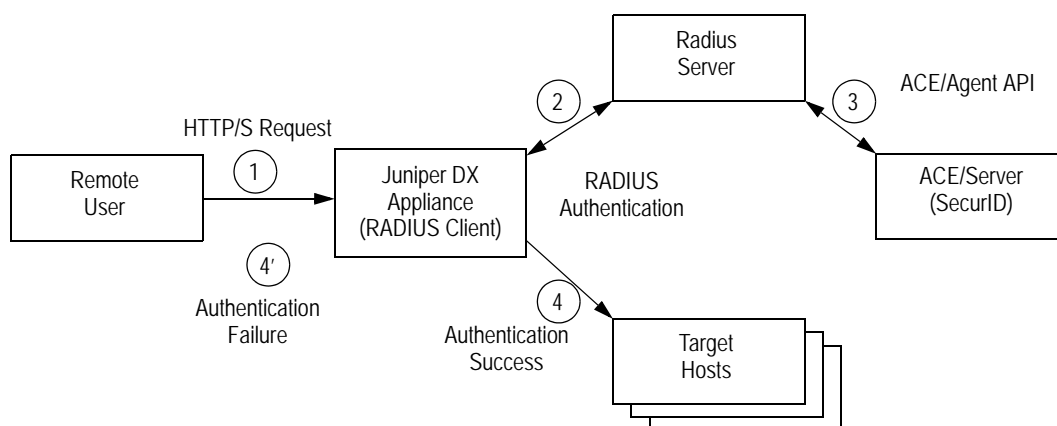 Radius
Server
2
3
ACE/Agent API
HTTP/S Request
1
Remote
User
Juniper DX
Appliance
(RADIUS Client)
RADIUS
Authentication
ACE/Server
(SecurID)
4′
Authentication
Failure
4
Authentication
Success
Target
Hosts